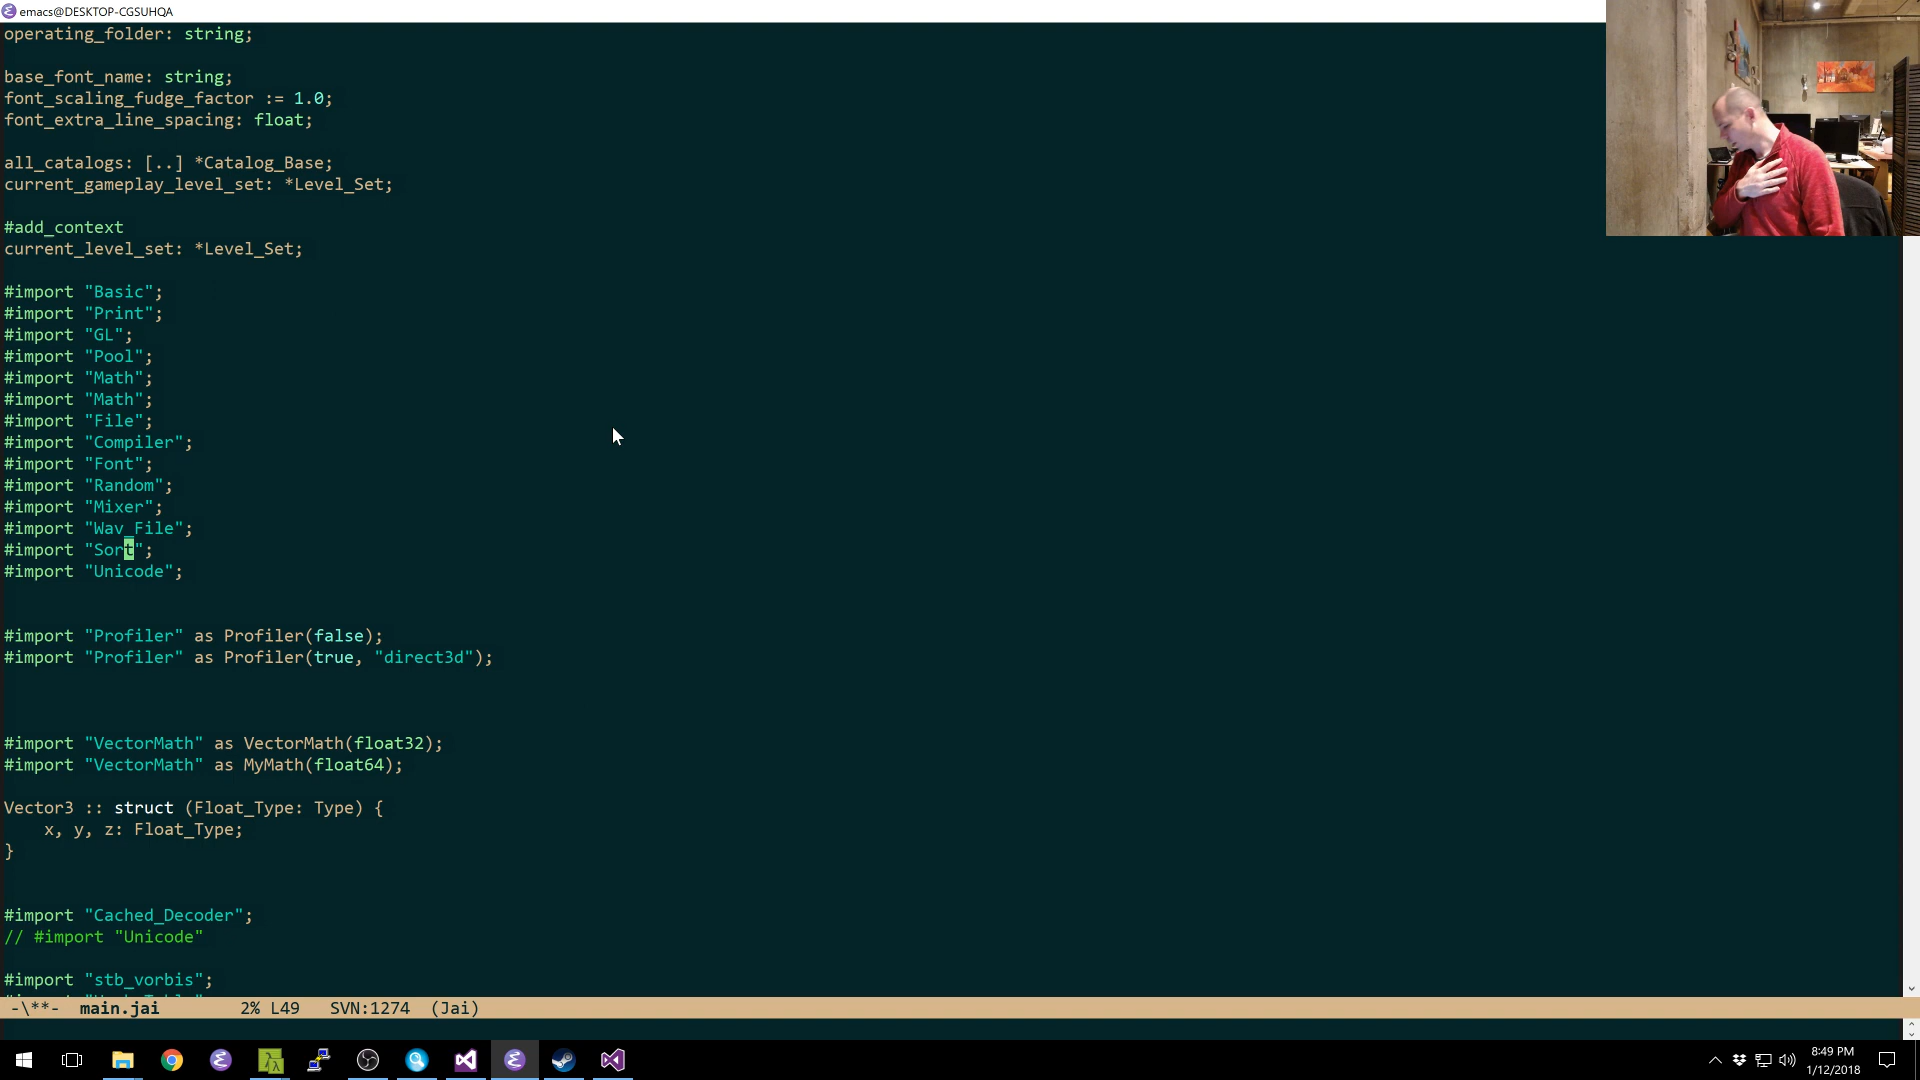 emacs@DESKTOP-CGSUHQA
operating_folder: string;
base_font_name: string;
font_scaling_fudge_factor := 1.0;
font_extra_line_spacing: float;
all_catalogs: [..] *Catalog_Base;
current_gameplay_level_set: *Level_Set;
#add_context
current_level_set: *Level_Set;
#import "Basic";
#import "Print";
#import "GL";
#import "Pool";
#import "Math";
#import "Math";
#import "File";
#import "Compiler";
#import "Font";
#import "Random";
#import "Mixer";
#import "Wav_File";
#import "Sort";
#import "Unicode";
#import "Profiler" as Profiler(false);
#import "Profiler" as Profiler(true, "direct3d");
#import "VectorMath" as VectorMath(float32);
#import "VectorMath" as MyMath(float64);
Vector3 :: struct (Float_Type: Type) {
    x, y, z: Float_Type;
}
#import "Cached_Decoder";
// #import "Unicode"
#import "stb_vorbis";
-\**-  main.jai        2% L49   SVN:1274  (Jai)
8:49 PM
1/12/2018